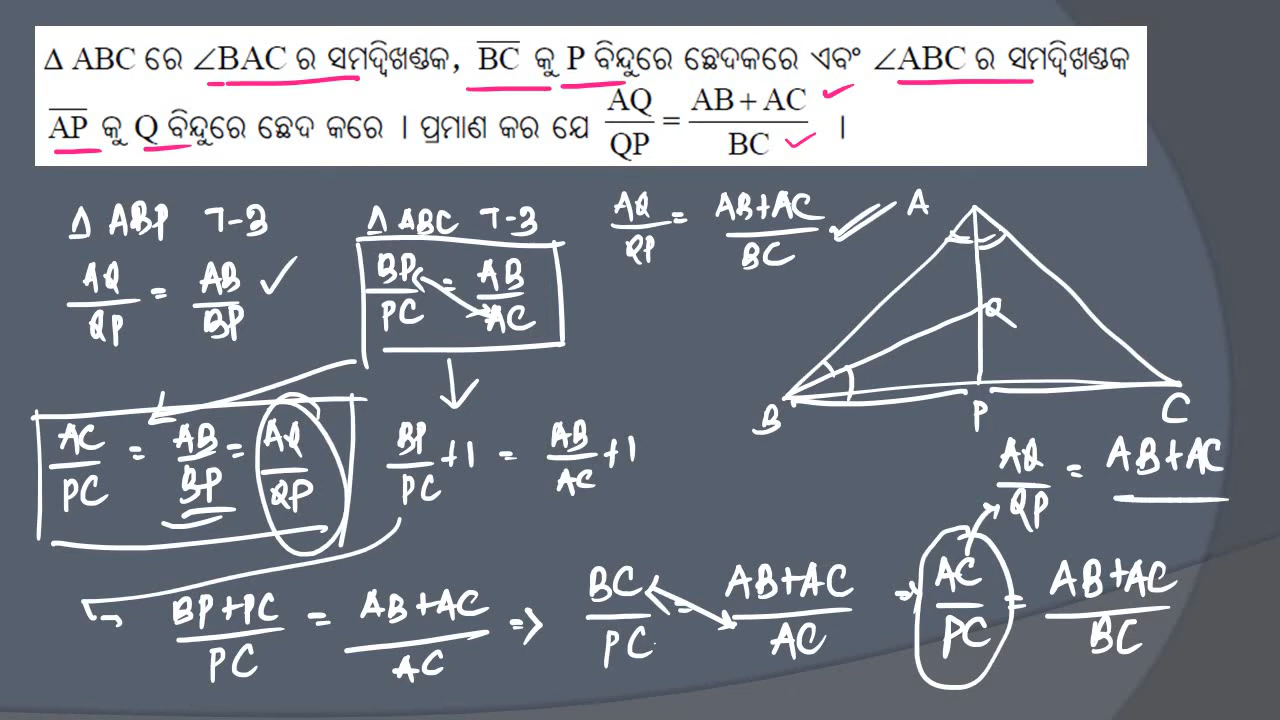 Δ ABC ରେ ∠BAC ର ସମଦ୍ୱିଖଣ୍ଡକ, BC କୁ P ବିନ୍ଦୁରେ ଛେଦକରେ ଏବଂ ∠ABC ର ସମଦ୍ୱିଖଣ୍ଡକ
AP କୁ Q ବିନ୍ଦୁରେ ଛେଦ କରେ । ପ୍ରମାଣ କର ଯେ AQ/QP = AB + AC/BC ।
Δ ABP T-3
AQ/QP = AB/BP
Δ ABC T-3
BP/PC = AB/AC
AQ/QP = AB+AC/BC
A
Q
B P C
AC/PC = AB/BP = AQ/QP
BP/PC + 1 = AB/AC + 1
AQ/QP = AB+AC
BP+PC/PC = AB+AC/AC ⇒ BC/PC = AB+AC/AC ⇒ AC/PC = AB+AC/BC